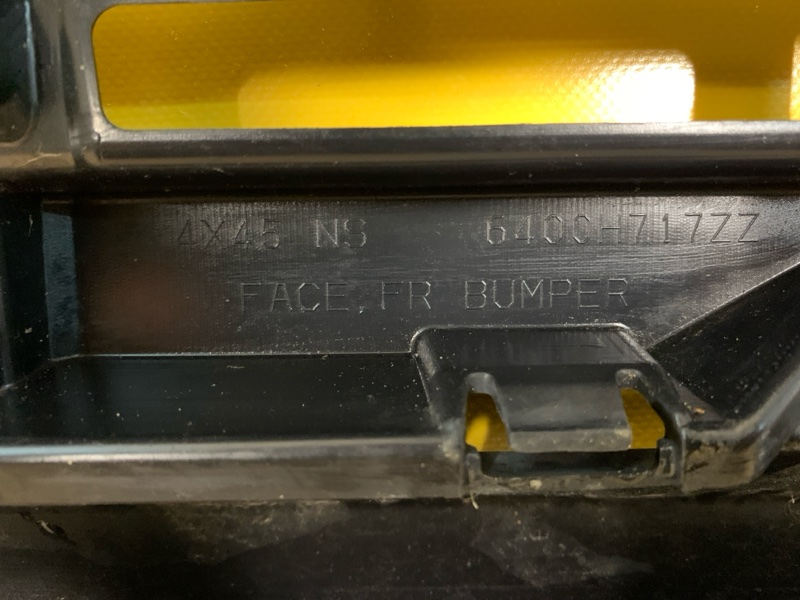 4X45 NS 6400H717ZZ
FACE, FR BUMPER